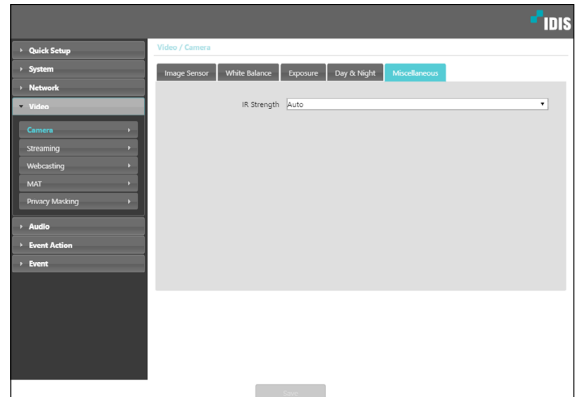 IDIS
Quick Setup
System
Network
Video
Camera
Streaming
Webcasting
MAT
Privacy Masking
Audio
Event Action
Event
Video / Camera
Image Sensor White Balance Exposure Day & Night Miscellaneous
IR Strength Auto
Save